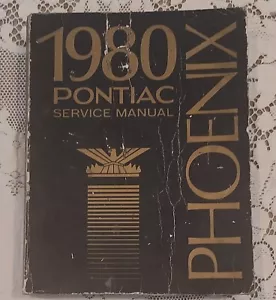 1980
PONTIAC
SERVICE MANUAL
PHOENIX